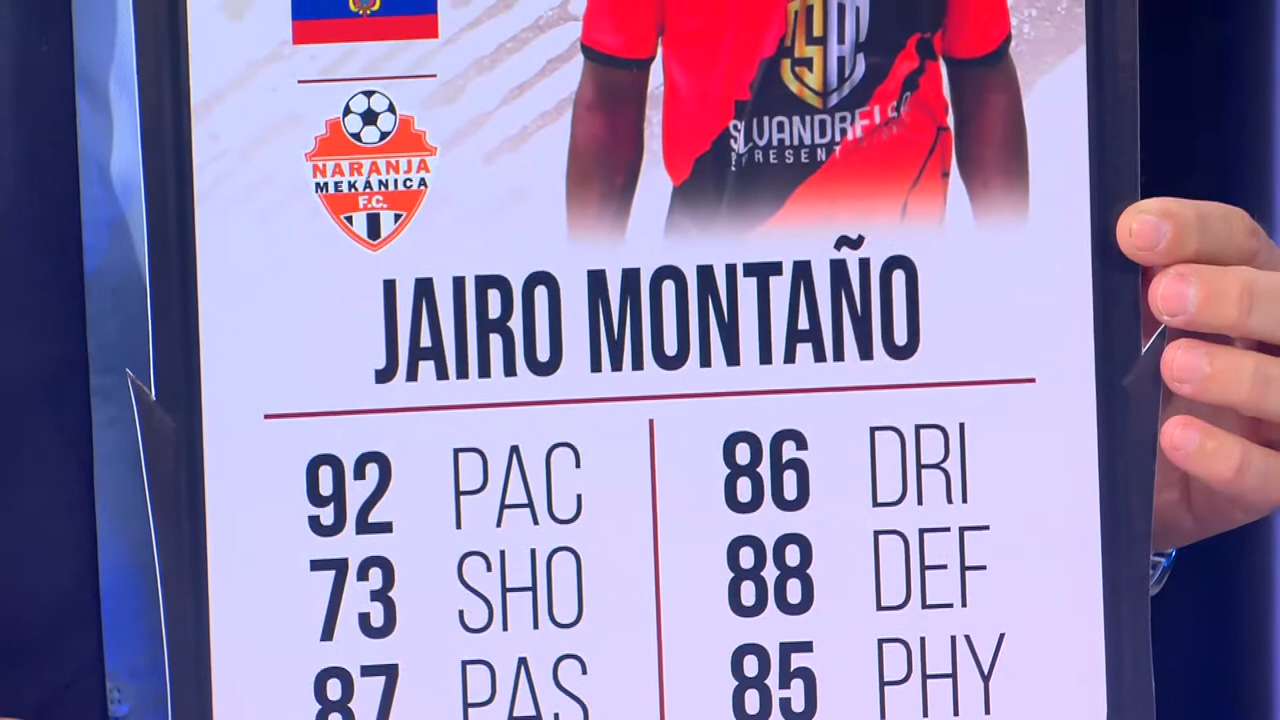 NARANJA
MEKÁNICA
F.C.
JAIRO MONTAÑO
92 PAC
73 SHO
87 PAS
86 DRI
88 DEF
85 PHY